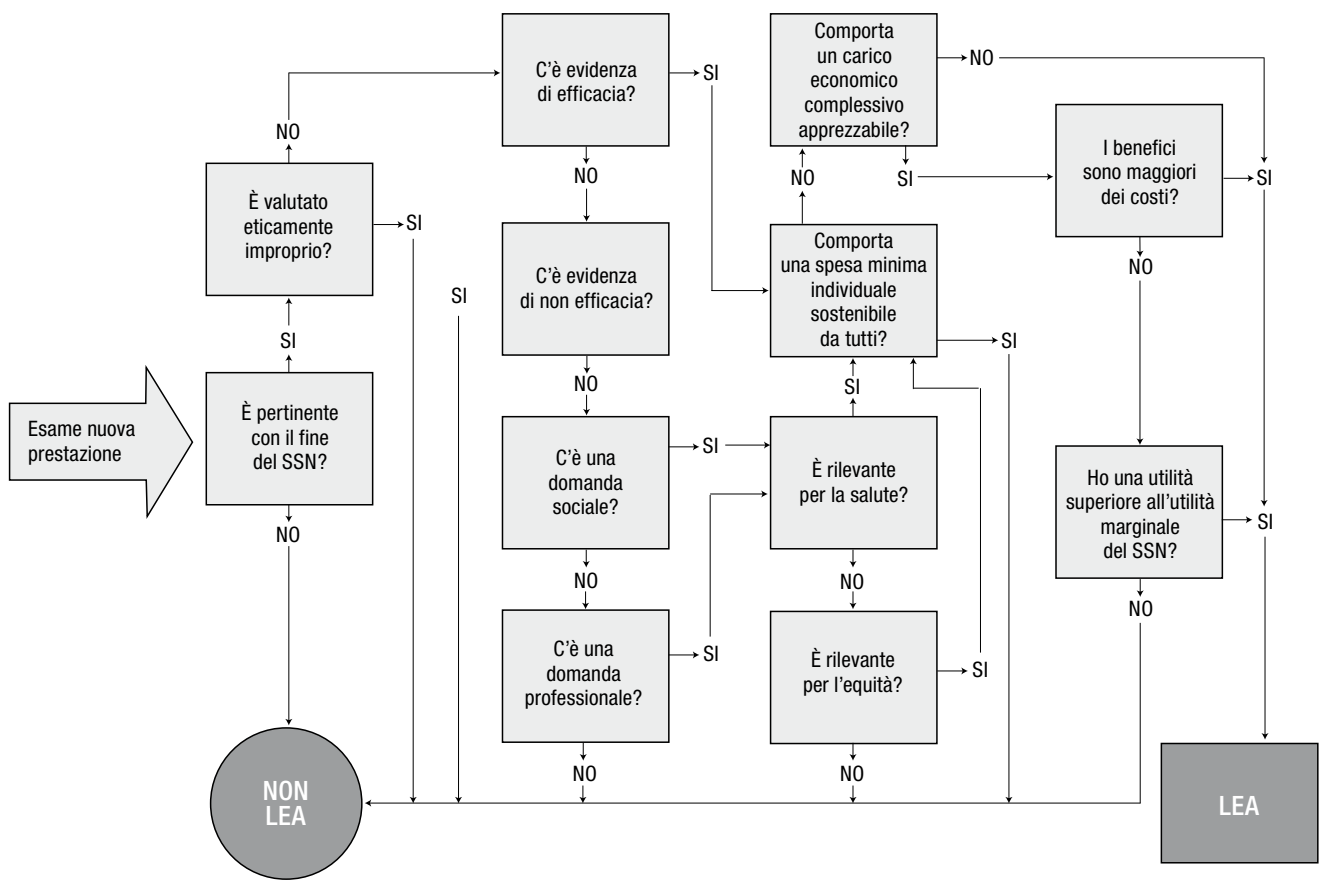 Esame nuova
prestazione
È pertinente
con il fine
del SSN?
SI
NO
È valutato
eticamente
improprio?
NO
SI
C'è evidenza
di efficacia?
SI
NO
C'è evidenza
di non efficacia?
SI
NO
C'è una
domanda
sociale?
SI
NO
C'è una
domanda
professionale?
SI
NO
È rilevante
per la salute?
SI
NO
È rilevante
per l'equità?
SI
NO
Comporta
una spesa minima
individuale
sostenibile
da tutti?
NO
SI
Comporta
un carico
economico
complessivo
apprezzabile?
NO
SI
I benefici
sono maggiori
dei costi?
SI
NO
Ho una utilità
superiore all'utilità
marginale
del SSN?
SI
NO
NON
LEA
LEA